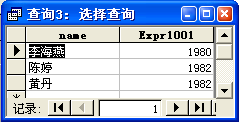 查询3：选择查询
name Expr1001
李海燕 1980
陈婷 1982
黄丹 1982
记录: 1